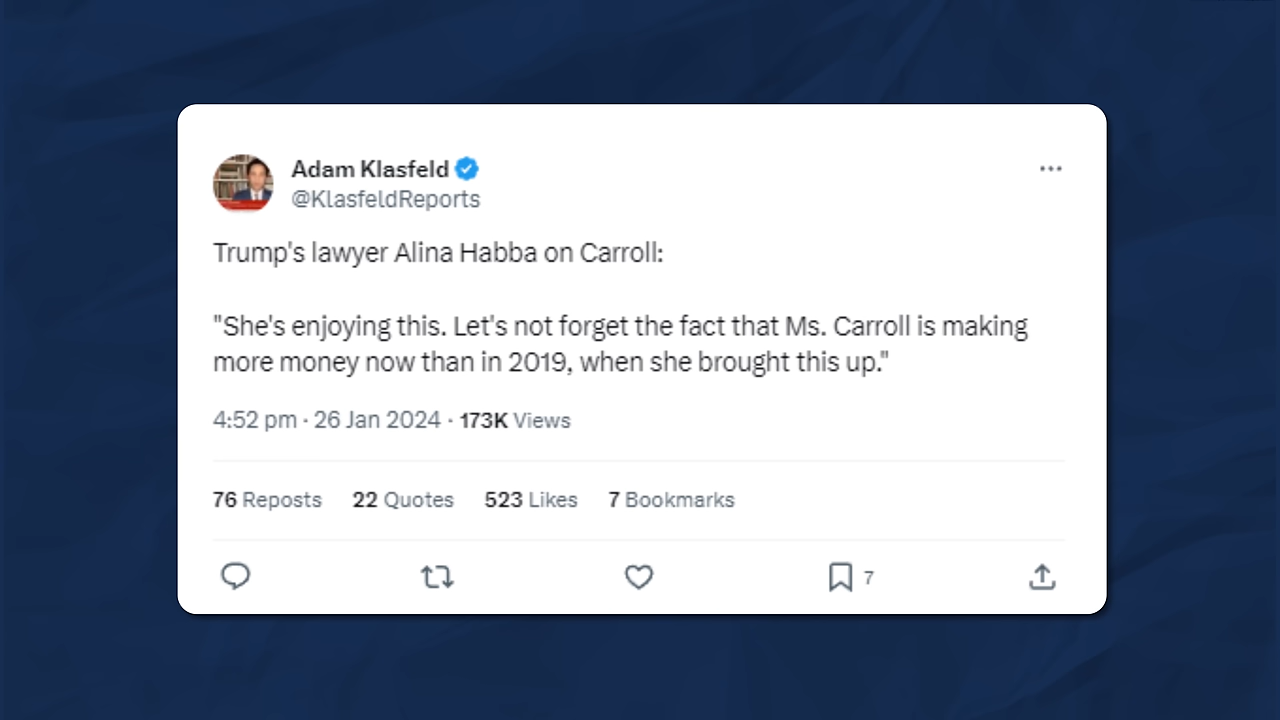 Adam Klasfeld
@KlasfeldReports
Trump's lawyer Alina Habba on Carroll:
"She's enjoying this. Let's not forget the fact that Ms. Carroll is making
more money now than in 2019, when she brought this up."
4:52 pm · 26 Jan 2024 · 173K Views
76 Reposts 22 Quotes 523 Likes 7 Bookmarks
7